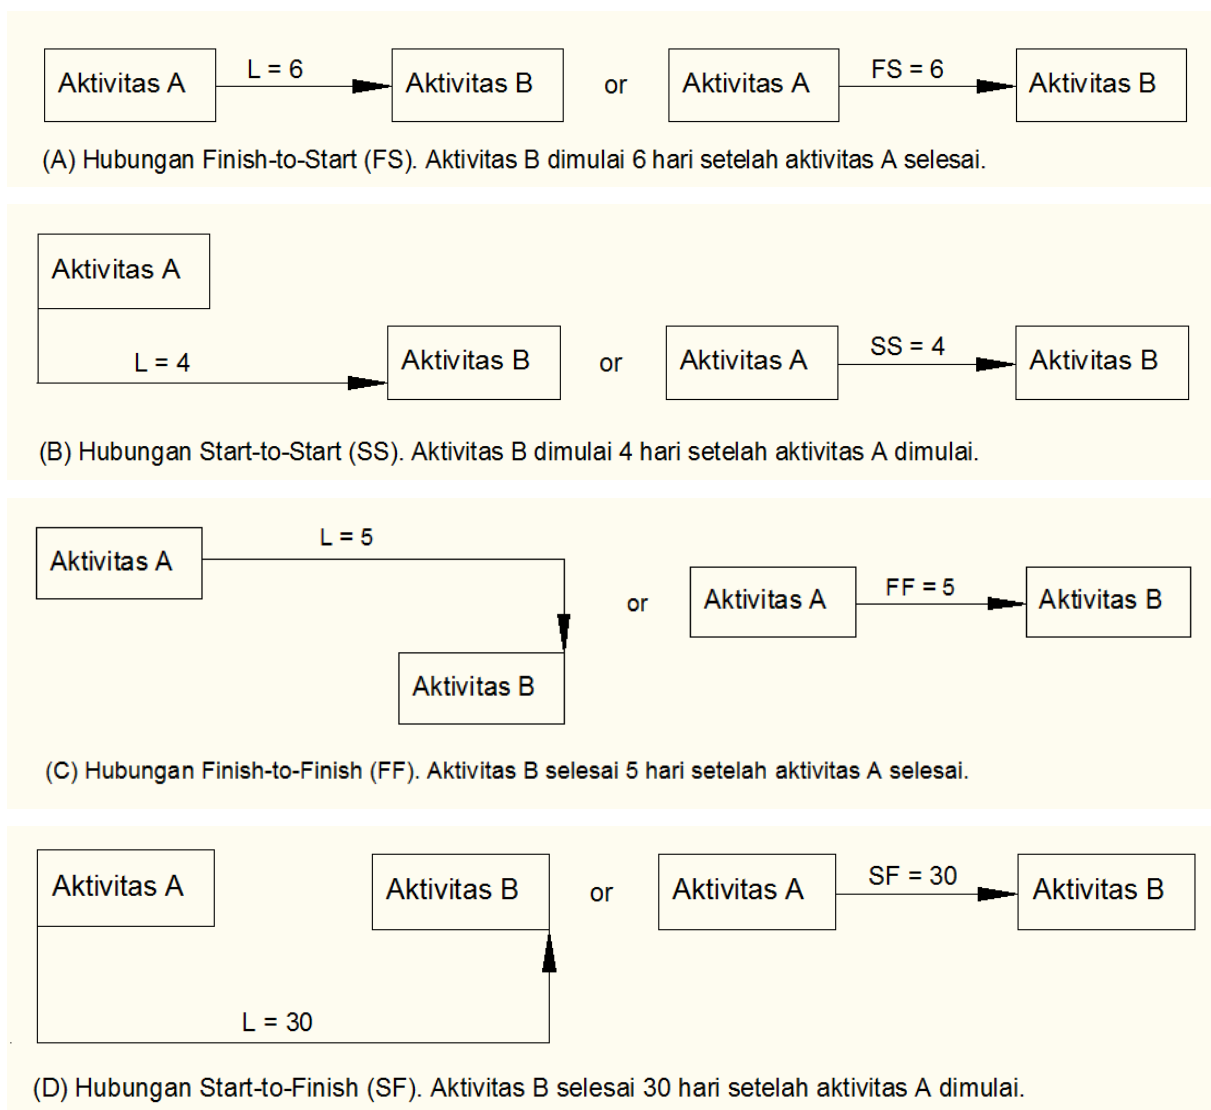 Aktivitas A L = 6 Aktivitas B or Aktivitas A FS = 6 Aktivitas B
(A) Hubungan Finish-to-Start (FS). Aktivitas B dimulai 6 hari setelah aktivitas A selesai.
Aktivitas A
L = 4 Aktivitas B or Aktivitas A SS = 4 Aktivitas B
(B) Hubungan Start-to-Start (SS). Aktivitas B dimulai 4 hari setelah aktivitas A dimulai.
L = 5
Aktivitas A
or Aktivitas A FF = 5 Aktivitas B
Aktivitas B
(C) Hubungan Finish-to-Finish (FF). Aktivitas B selesai 5 hari setelah aktivitas A selesai.
Aktivitas A Aktivitas B or Aktivitas A SF = 30 Aktivitas B
L = 30
(D) Hubungan Start-to-Finish (SF). Aktivitas B selesai 30 hari setelah aktivitas A dimulai.